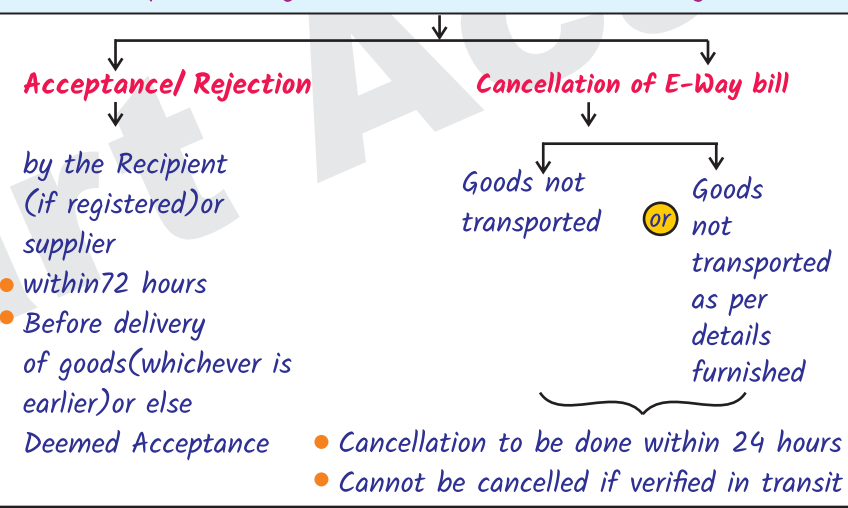 Acceptance/ Rejection
by the Recipient
(if registered)or
supplier
within72 hours
Before delivery
of goods(whichever is
earlier)or else
Deemed Acceptance
Cancellation of E-Way bill
Goods not
transported
or
Goods
not
transported
as per
details
furnished
Cancellation to be done within 24 hours
Cannot be cancelled if verified in transit